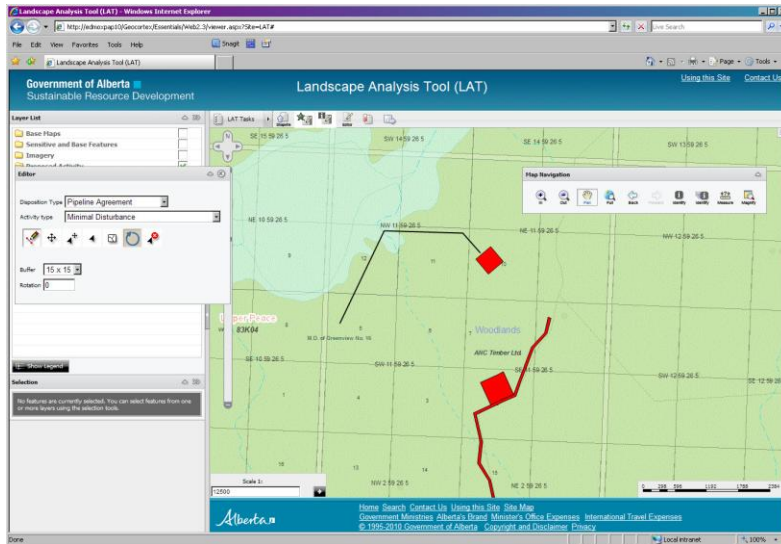 Landscape Analysis Tool (LAT) - Windows Internet Explorer
http://edmoxpap10/Geocortex/Essentials/Web2.3/viewer.aspx?Site=LAT#
Live Search
File Edit View Favorites Tools Help
SnagIt
Landscape Analysis Tool (LAT)
Page Tools
Government of Alberta
Sustainable Resource Development
Landscape Analysis Tool (LAT)
Using this Site Contact Us
Layer List
LAT Tasks
Base Maps
Sensitive and Base Features
Imagery
Editor
Disposition Type Pipeline Agreement
Activity type Minimal Disturbance
Buffer 15 x 15
Rotation 0
Show Legend
Selection
No features are currently selected. You can select features from one
or more layers using the selection tools.
SE 15 59 26 5
SW 14 59 26 5
SE 14 59 26 5
SW 13 59 26 5
Map Navigation
In Out Pan Full Back Identify Identify Measure Magnify
NE 10 59 26 5
NW 11 59 26 5
NE 11 59 26 5
NW 12 59 26 5
Upper Peace
83K04
M.D. of Greenview No. 16
Woodlands
ANC Timber Ltd.
SE 10 59 26 5
SW 11 59 26 5
SE 11 59 26 5
SW 12 59 26 5
SE 12 59 26
NW 2 59 26 5
NE 2 59 26 5
Scale 1:
12500
Alberta
Home Search Contact Us Using this Site Site Map
Government Ministries Alberta's Brand Minister's Office Expenses International Travel Expenses
© 1995-2010 Government of Alberta Copyright and Disclaimer Privacy
Done
Local intranet
100%